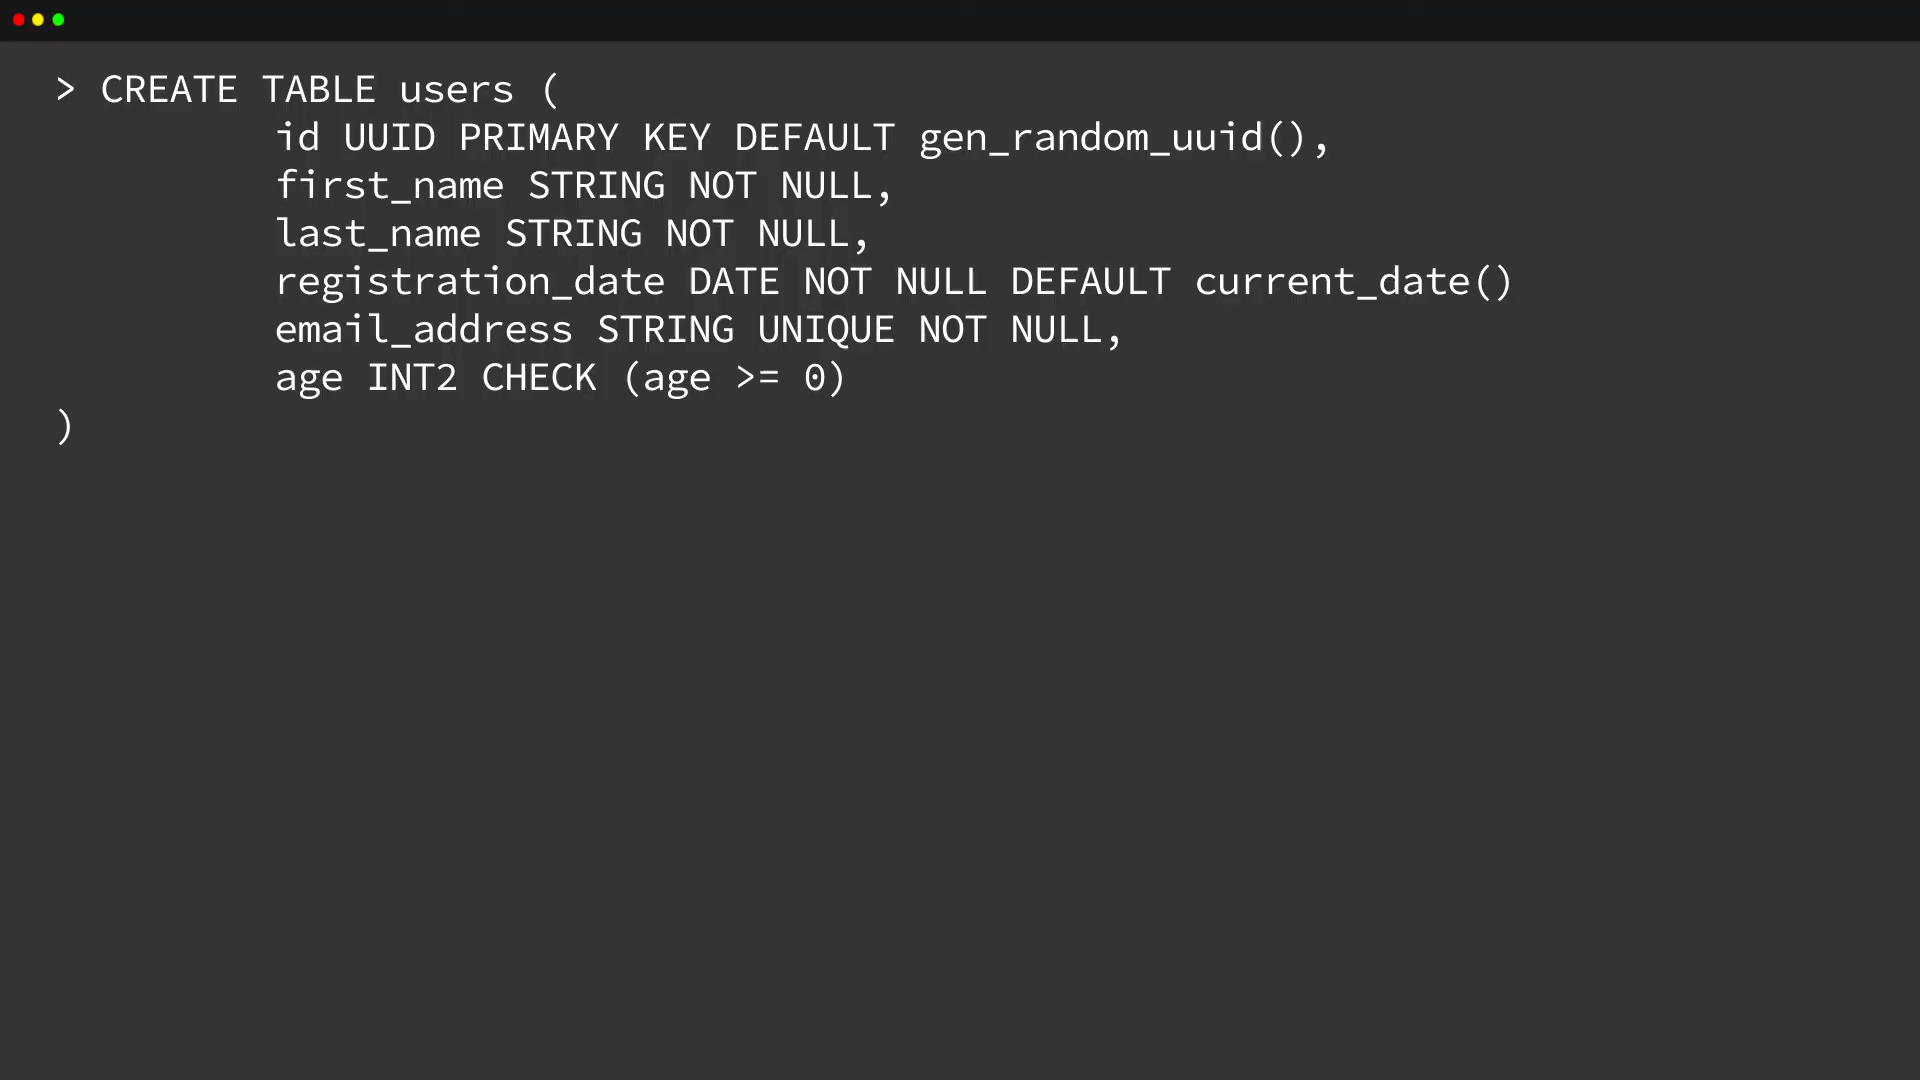 > CREATE TABLE users (
id UUID PRIMARY KEY DEFAULT gen_random_uuid(),
first_name STRING NOT NULL,
last_name STRING NOT NULL,
registration_date DATE NOT NULL DEFAULT current_date()
email_address STRING UNIQUE NOT NULL,
age INT2 CHECK (age >= 0)
)